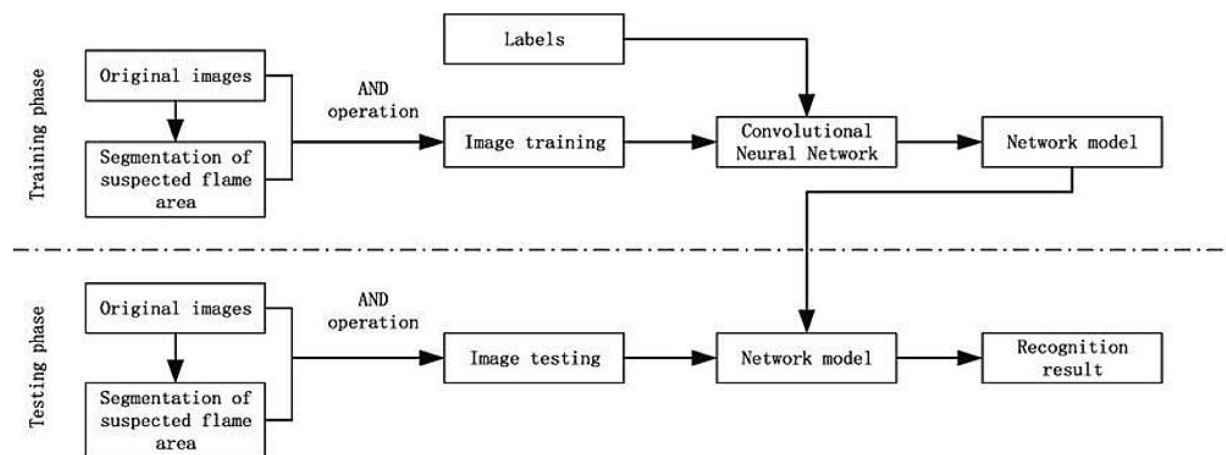 Training phase
Original images
Segmentation of
suspected flame
area
AND
operation
Labels
Image training
Convolutional
Neural Network
Network model
Testing phase
Original images
Segmentation of
suspected flame
area
AND
operation
Image testing
Network model
Recognition
result